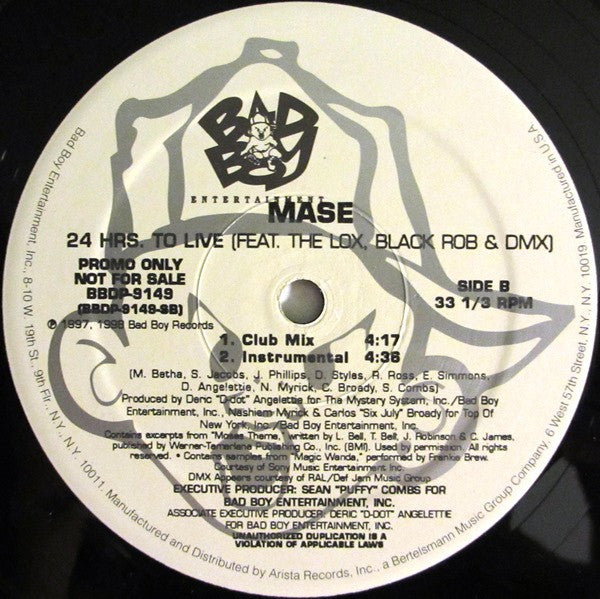 BAD
BOY
ENTERTAINMENT
MASE
24 HRS. TO LIVE (FEAT. THE LOX, BLACK ROB & DMX)
PROMO ONLY
NOT FOR SALE
BBDP-9149
(BBDP-9149-SB)
℗ 1997, 1998 Bad Boy Records
SIDE B
33 1/3 RPM
1. Club Mix 4:17
2. Instrumental 4:36
(M. Betha, S. Jacobs, J. Phillips, D. Styles, R. Ross, E. Simmons,
D. Angelettie, N. Myrick, C. Broady, S. Combs)
Produced by Deric "D-Dot" Angelettie for The Mystery System, Inc./Bad Boy
Entertainment, Inc., Nashiem Myrick & Carlos "Six July" Broady for Top Of
New York, Inc./Bad Boy Entertainment, Inc.
Contains excerpts from "Moses Theme," written by L. Bell, T. Bell, J. Robinson & C. James,
published by Warner-Tamerlane Publishing Co., Inc. (BMI). Used by permission. All rights
reserved. • Contains samples from "Magic Wands," performed by Frankie Brew.
Courtesy of Sony Music Entertainment Inc.
DMX Appears courtesy of RAL/Def Jam Music Group
EXECUTIVE PRODUCER: SEAN "PUFFY" COMBS FOR
BAD BOY ENTERTAINMENT, INC.
ASSOCIATE EXECUTIVE PRODUCER: DERIC "D-DOT" ANGELETTIE
FOR BAD BOY ENTERTAINMENT, INC.
UNAUTHORIZED DUPLICATION IS A
VIOLATION OF APPLICABLE LAWS
Bad Boy Entertainment, Inc., 8-10 W. 19th St., 9th Flr., N.Y., N.Y. 10011. Manufactured and Distributed by Arista Records, Inc., a Bertelsmann Music Group Company, 6 West 57th Street, N.Y., N.Y. 10019 Manufactured in U.S.A